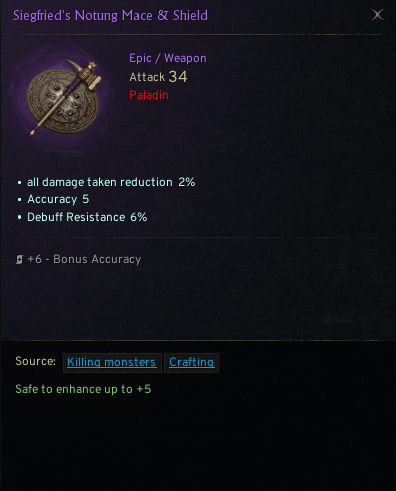 Siegfried's Notung Mace & Shield
Epic / Weapon
Attack 34
Paladin
• all damage taken reduction 2%
• Accuracy 5
• Debuff Resistance 6%
+6 - Bonus Accuracy
Source: Killing monsters Crafting
Safe to enhance up to +5